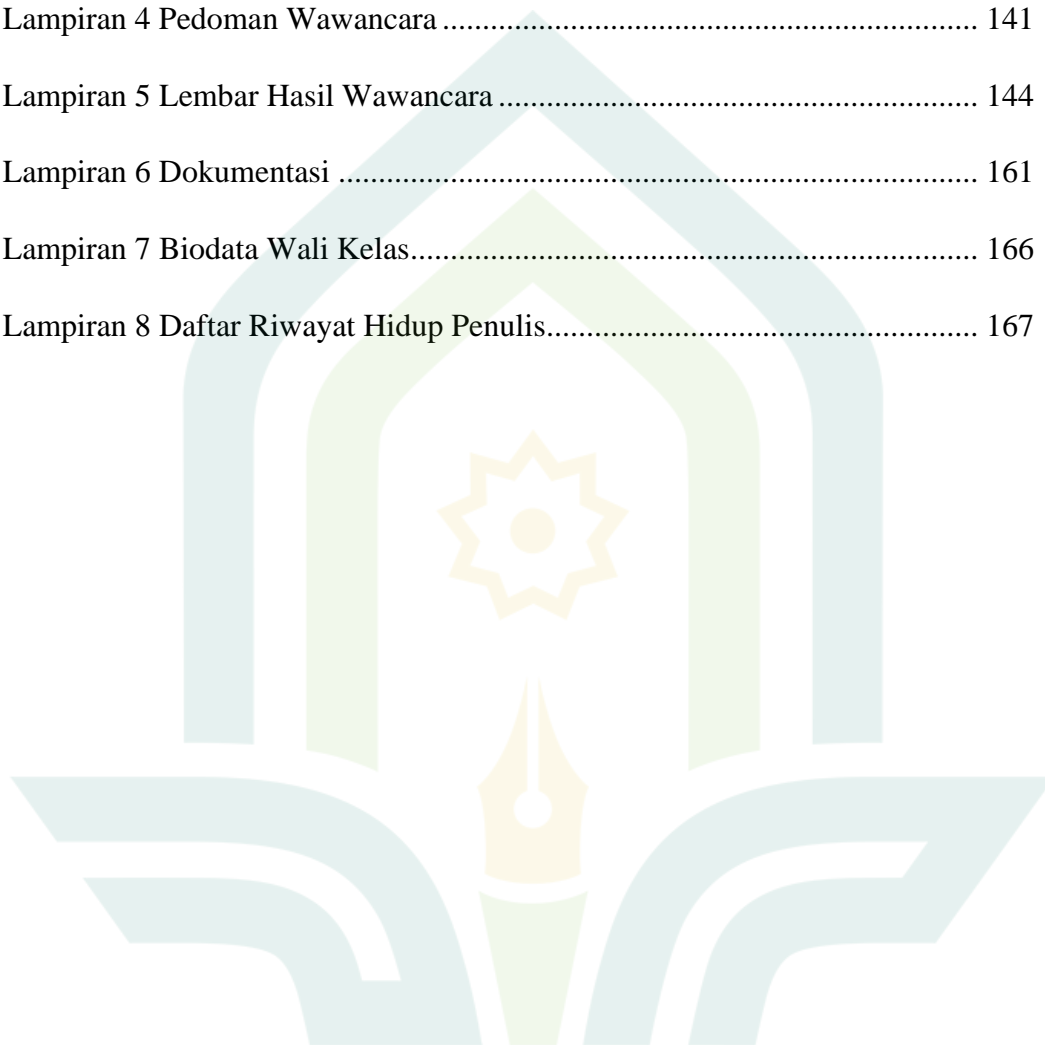 Lampiran 4 Pedoman Wawancara .................................................................. 141
Lampiran 5 Lembar Hasil Wawancara ........................................................... 144
Lampiran 6 Dokumentasi ............................................................................... 161
Lampiran 7 Biodata Wali Kelas...................................................................... 166
Lampiran 8 Daftar Riwayat Hidup Penulis..................................................... 167